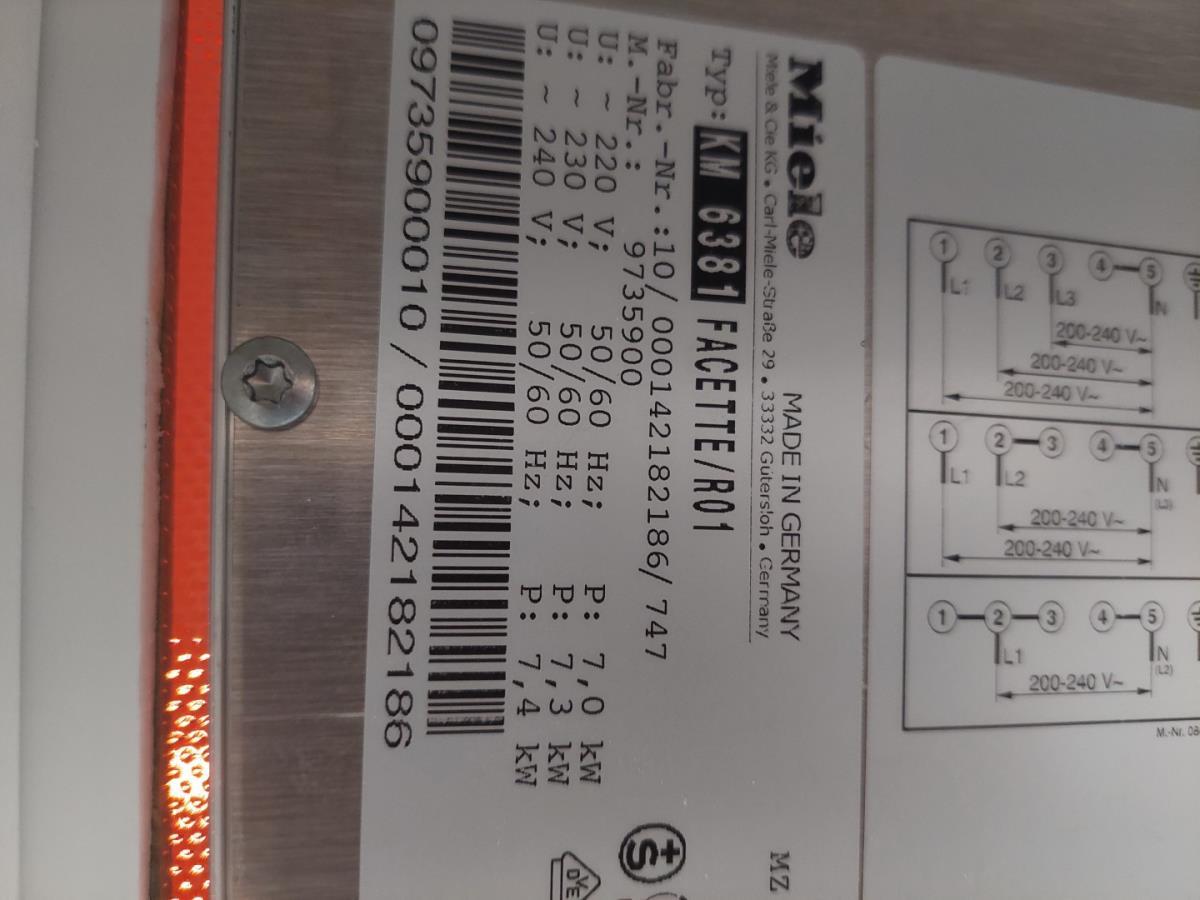 Miele
MADE IN GERMANY
Miele & Cie KG • Carl-Miele-Straße 29 • 33332 Gütersloh • Germany
Typ: KM 6381 FACETTE/R01
Fabr.-Nr.:10/000142182186/747
M.-Nr.: 9735900
U: ~ 220 V; 50/60 Hz; P: 7,0 kW
U: ~ 230 V; 50/60 Hz; P: 7,3 kW
U: ~ 240 V; 50/60 Hz; P: 7,4 kW
09735900010 / 000142182186
MZ
+S
DVE
1 2 3 4 5
L1 L2 L3 N
200-240 V~
200-240 V~
200-240 V~
1 2 3 4 5
L1 L2 N
200-240 V~
200-240 V~
1 2 3 4 5
L1 N
(L2)
200-240 V~
M.-Nr. 08